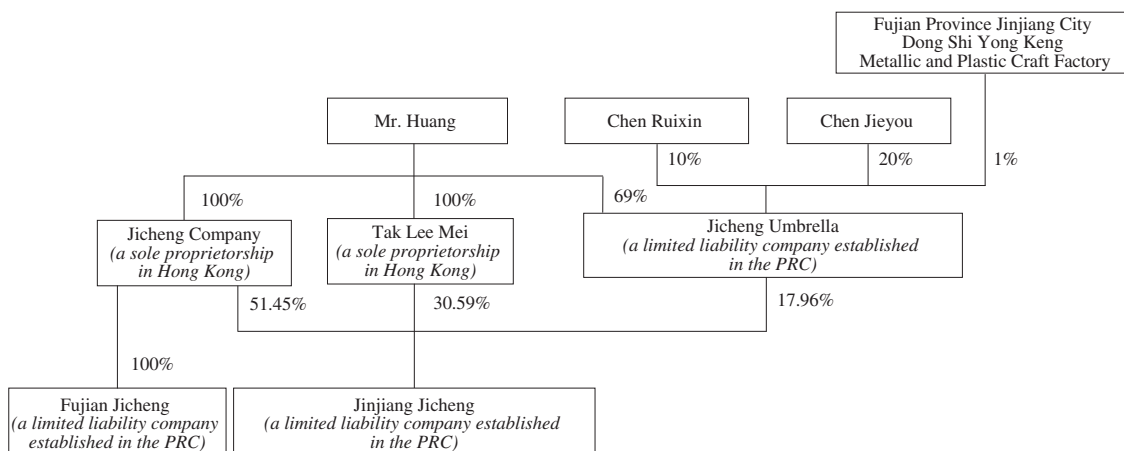 Fujian Province Jinjiang City
Dong Shi Yong Keng
Metallic and Plastic Craft Factory
Mr. Huang
Chen Ruixin
Chen Jieyou
10%
20%
1%
100%
100%
69%
Jicheng Company
(a sole proprietorship
in Hong Kong)
Tak Lee Mei
(a sole proprietorship
in Hong Kong)
Jicheng Umbrella
(a limited liability company established
in the PRC)
51.45%
30.59%
17.96%
100%
Fujian Jicheng
(a limited liability company
established in the PRC)
Jinjiang Jicheng
(a limited liability company established
in the PRC)